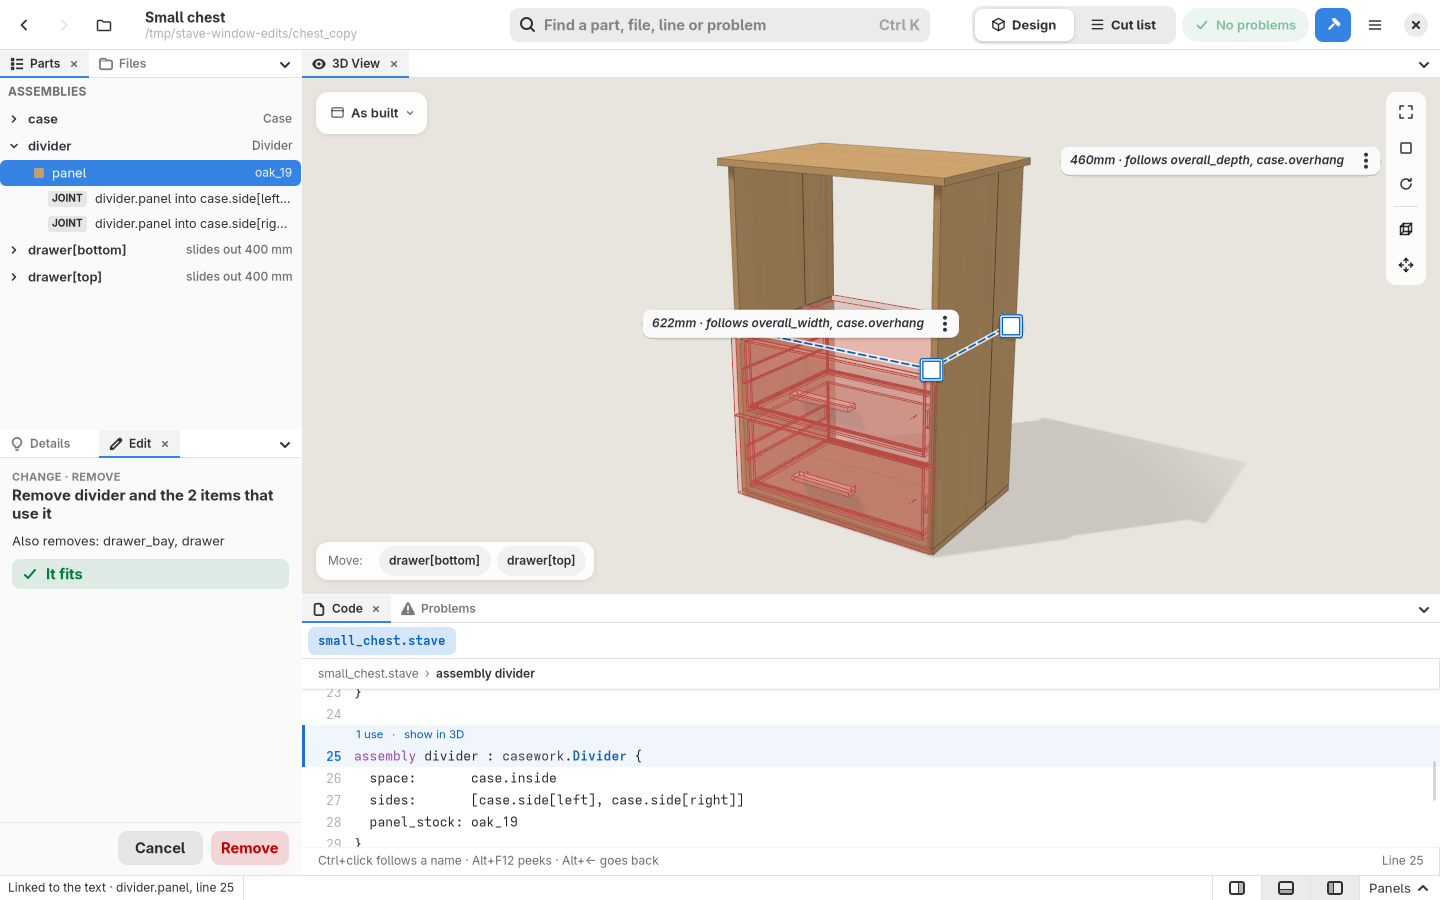 Small chest
/tmp/stave-window-edits/chest_copy
Find a part, file, line or problem
Ctrl K
Design
Cut list
No problems
Parts
Files
3D View
ASSEMBLIES
case
Case
divider
Divider
panel
oak_19
JOINT divider.panel into case.side[left...
JOINT divider.panel into case.side[rig...
drawer[bottom]
slides out 400 mm
drawer[top]
slides out 400 mm
As built
460mm · follows overall_depth, case.overhang
622mm · follows overall_width, case.overhang
Move:
drawer[bottom]
drawer[top]
Details
Edit
CHANGE · REMOVE
Remove divider and the 2 items that
use it
Also removes: drawer_bay, drawer
It fits
Cancel
Remove
Code
Problems
small_chest.stave
small_chest.stave › assembly divider
23 }
24
1 use · show in 3D
25 assembly divider : casework.Divider {
26 space: case.inside
27 sides: [case.side[left], case.side[right]]
28 panel_stock: oak_19
29 }
Ctrl+click follows a name · Alt+F12 peeks · Alt+← goes back
Line 25
Linked to the text · divider.panel, line 25
Panels